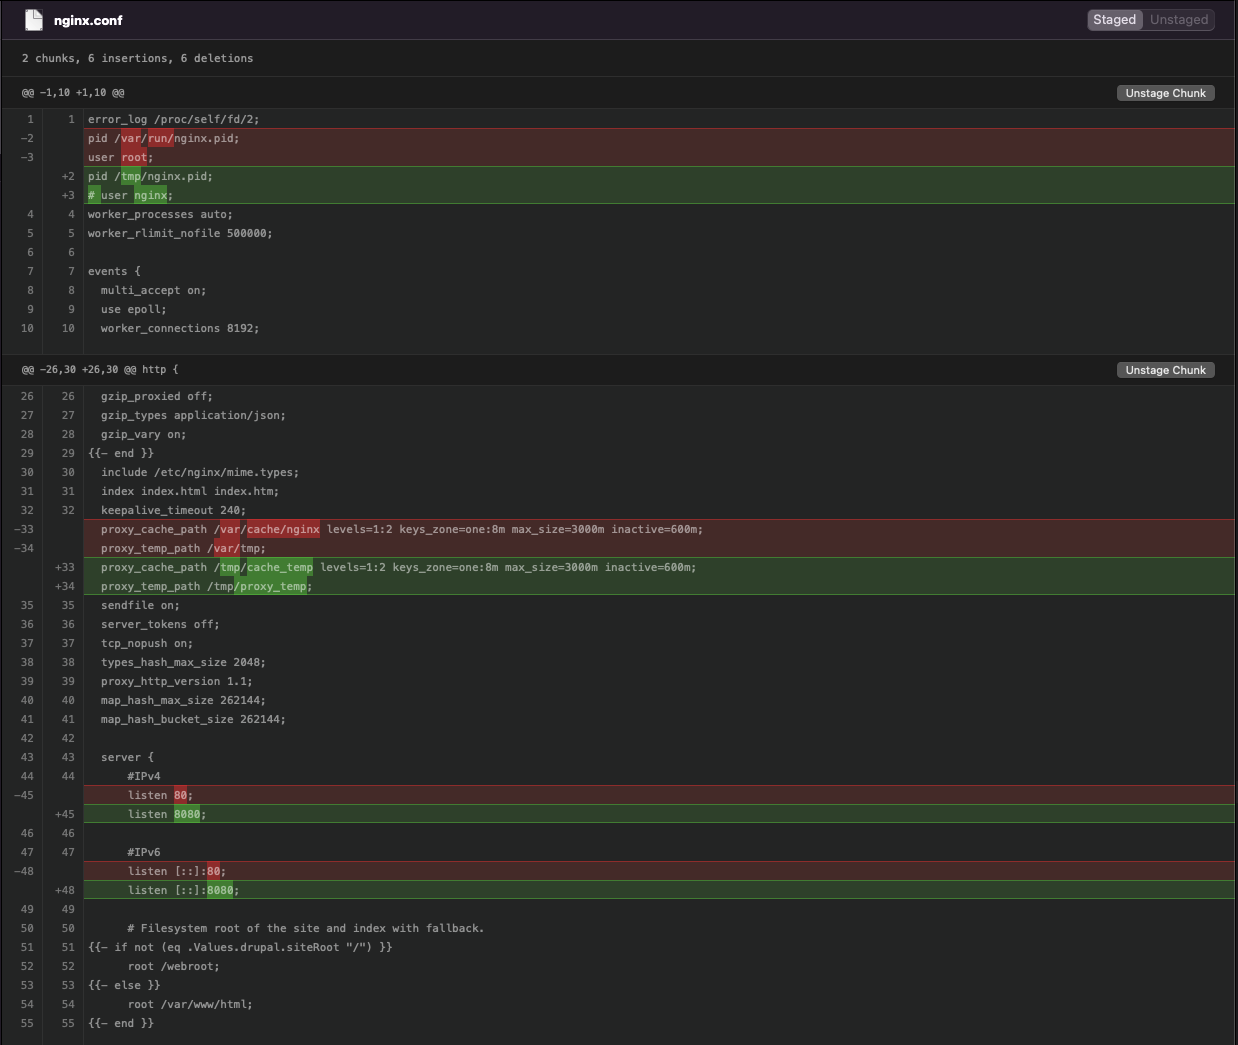 nginx.conf
Staged Unstaged
2 chunks, 6 insertions, 6 deletions
@@ -1,10 +1,10 @@ Unstage Chunk
1 1 error_log /proc/self/fd/2;
-2 pid /var/run/nginx.pid;
-3 user root;
+2 pid /tmp/nginx.pid;
+3 # user nginx;
4 4 worker_processes auto;
5 5 worker_rlimit_nofile 500000;
6 6
7 7 events {
8 8   multi_accept on;
9 9   use epoll;
10 10   worker_connections 8192;
@@ -26,30 +26,30 @@ http { Unstage Chunk
26 26   gzip_proxied off;
27 27   gzip_types application/json;
28 28   gzip_vary on;
29 29 {{- end }}
30 30   include /etc/nginx/mime.types;
31 31   index index.html index.htm;
32 32   keepalive_timeout 240;
-33   proxy_cache_path /var/cache/nginx levels=1:2 keys_zone=one:8m max_size=3000m inactive=600m;
-34   proxy_temp_path /var/tmp;
+33   proxy_cache_path /tmp/cache_temp levels=1:2 keys_zone=one:8m max_size=3000m inactive=600m;
+34   proxy_temp_path /tmp/proxy_temp;
35 35   sendfile on;
36 36   server_tokens off;
37 37   tcp_nopush on;
38 38   types_hash_max_size 2048;
39 39   proxy_http_version 1.1;
40 40   map_hash_max_size 262144;
41 41   map_hash_bucket_size 262144;
42 42
43 43   server {
44 44       #IPv4
-45       listen 80;
+45       listen 8080;
46 46
47 47       #IPv6
-48       listen [::]:80;
+48       listen [::]:8080;
49 49
50 50       # Filesystem root of the site and index with fallback.
51 51 {{- if not (eq .Values.drupal.siteRoot "/") }}
52 52       root /webroot;
53 53 {{- else }}
54 54       root /var/www/html;
55 55 {{- end }}